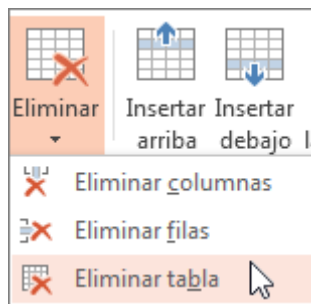 Eliminar Insertar Insertar
arriba debajo
Eliminar columnas
Eliminar filas
Eliminar tabla